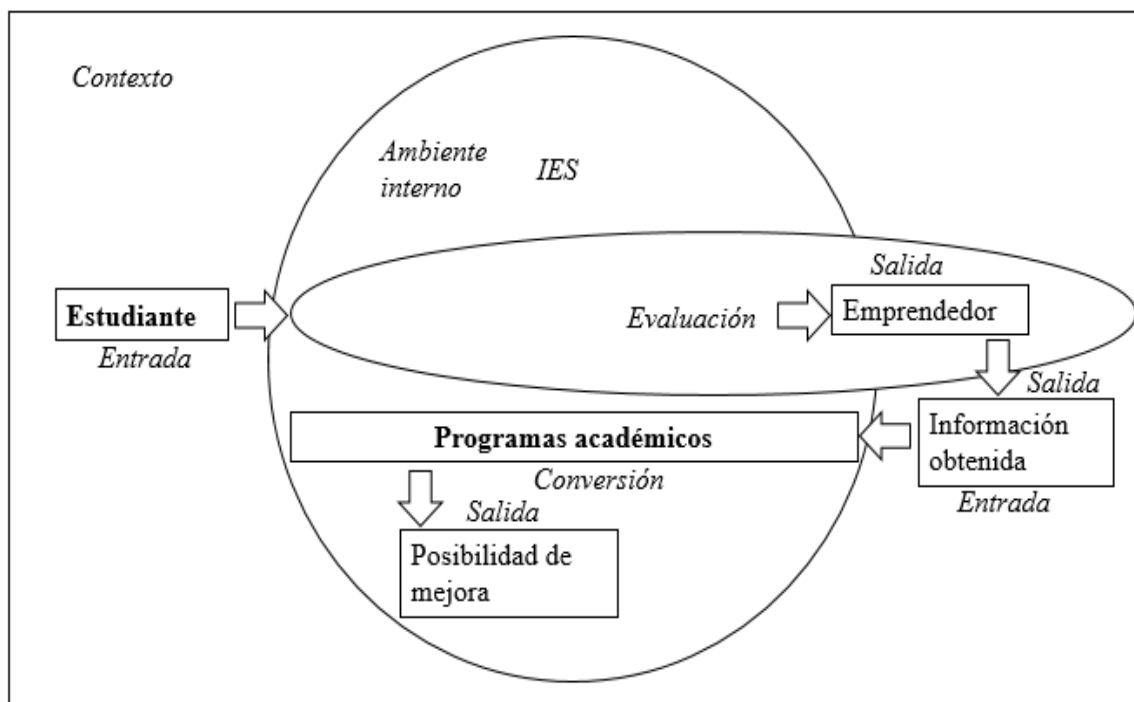 Contexto
Ambiente
interno
IES
Salida
Estudiante
Entrada
Evaluación
Emprendedor
Salida
Información
obtenida
Entrada
Programas académicos
Conversión
Salida
Posibilidad de
mejora